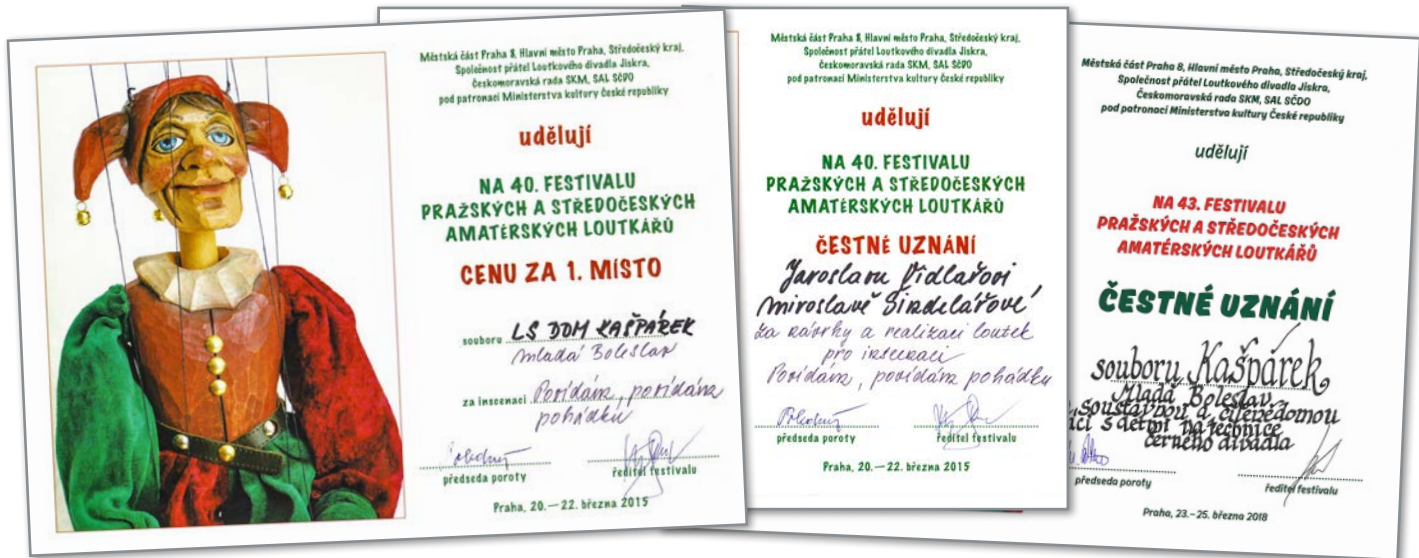 Městská část Praha 8, Hlavní město Praha, Středočeský kraj,
Společnost přátel Loutkového divadla Jiskra,
Českomoravská rada SKM, SAL SČDO
pod patronací Ministerstva kultury České republiky
udělují
NA 40. FESTIVALU
PRAŽSKÝCH A STŘEDOČESKÝCH
AMATÉRSKÝCH LOUTKÁŘŮ
CENU ZA 1. MÍSTO
souboru LS DDM KAŠPÁREK
Mladá Boleslav
za inscenaci Povídám, povídám
pohádku
předseda poroty ředitel festivalu
Praha, 20.—22. března 2015
Městská část Praha 8, Hlavní město Praha, Středočeský kraj,
Společnost přátel Loutkového divadla Jiskra,
Českomoravská rada SKM, SAL SČDO
pod patronací Ministerstva kultury České republiky
udělují
NA 40. FESTIVALU
PRAŽSKÝCH A STŘEDOČESKÝCH
AMATÉRSKÝCH LOUTKÁŘŮ
ČESTNÉ UZNÁNÍ
Jaroslavu Vidlařovi
Miroslavě Šindelářové
za návrhy a realizaci loutek
pro inscenaci
Povídám, povídám pohádku
předseda poroty ředitel festivalu
Praha, 20.—22. března 2015
Městská část Praha 8, Hlavní město Praha, Středočeský kraj,
Společnost přátel Loutkového divadla Jiskra,
Českomoravská rada SKM, SAL SČDO
pod patronací Ministerstva kultury České republiky
udělují
NA 43. FESTIVALU
PRAŽSKÝCH A STŘEDOČESKÝCH
AMATÉRSKÝCH LOUTKÁŘŮ
ČESTNÉ UZNÁNÍ
souboru Kašpárek,
Mladá Boleslav
soustavnou a cílevědomou
s dětmi na technice
černého divadla
předseda poroty ředitel festivalu
Praha, 23.–25. března 2018